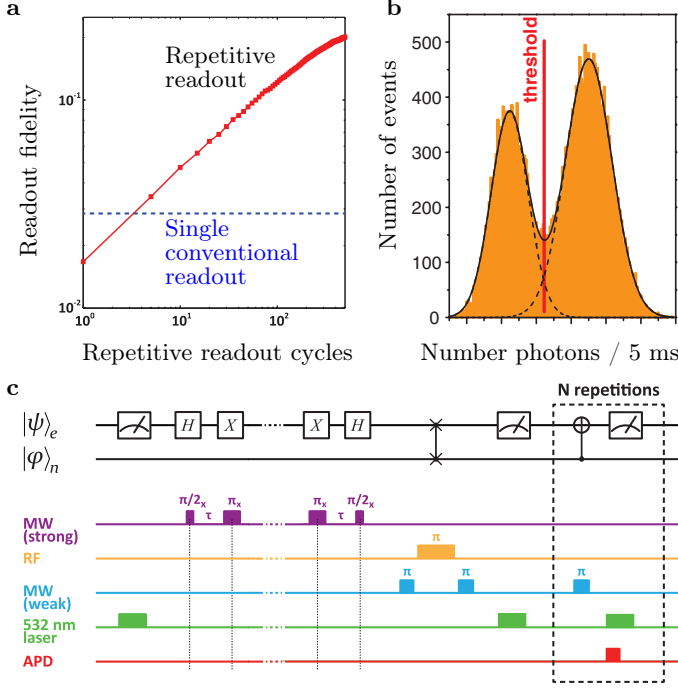 a
Readout fidelity
10⁻¹
10⁻²
Repetitive
readout
Single
conventional
readout
10⁰
10¹
10²
Repetitive readout cycles
b
Number of events
500
400
300
200
100
0
threshold
Number photons / 5 ms
c
N repetitions
|ψ⟩e
H
X
X
H
|φ⟩n
MW
(strong)
π/2x
τ
πx
πx
τ
π/2x
RF
π
MW
(weak)
π
π
π
532 nm
laser
APD